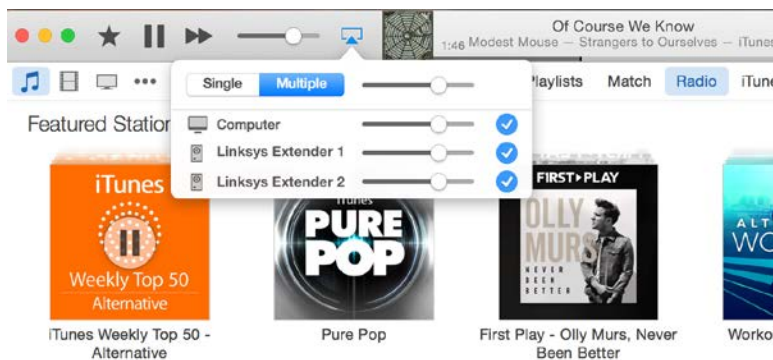 Of Course We Know
1:46 Modest Mouse — Strangers to Ourselves — iTunes
Single Multiple
Playlists Match Radio iTune
Featured Station
Computer
Linksys Extender 1
Linksys Extender 2
iTunes
Weekly Top 50
Alternative
iTunes
PURE
POP
FIRST PLAY
OLLY
MURS
NEVER
BEEN
BETTER
ALT
WO
iTunes Weekly Top 50 -
Alternative
Pure Pop
First Play - Olly Murs, Never
Been Better
Worko